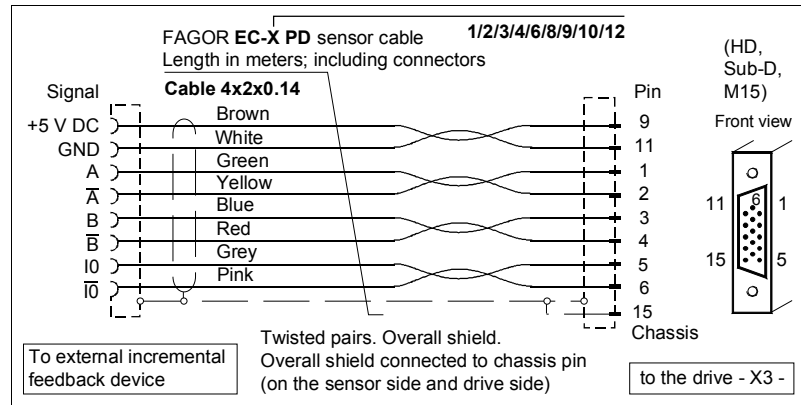 FAGOR EC-X PD sensor cable
1/2/3/4/6/8/9/10/12
Length in meters; including connectors
Cable 4x2x0.14
(HD,
Sub-D,
M15)
Front view
Signal
Pin
+5 V DC
Brown
9
GND
White
11
A
Green
1
A̅
Yellow
2
B
Blue
3
B̅
Red
4
I0
Grey
5
I̅0̅
Pink
6
15
Chassis
11
6
1
15
5
To external incremental
feedback device
Twisted pairs. Overall shield.
Overall shield connected to chassis pin
(on the sensor side and drive side)
to the drive - X3 -